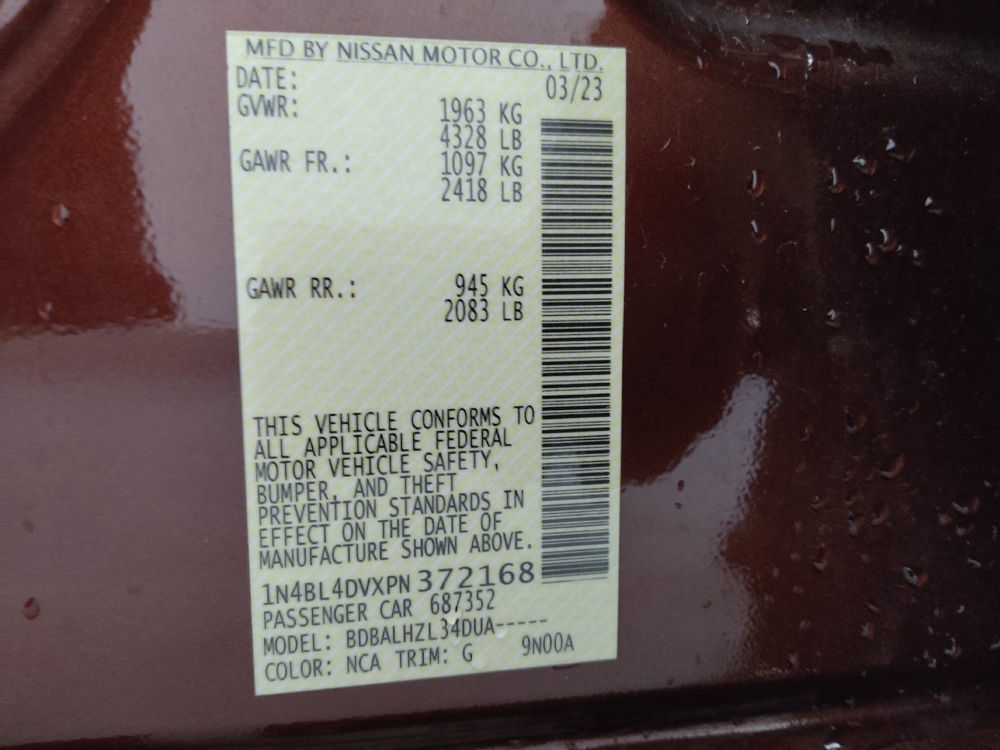 MFD BY NISSAN MOTOR CO., LTD.
DATE: 03/23
GVWR: 1963 KG
4328 LB
GAWR FR.: 1097 KG
2418 LB
GAWR RR.: 945 KG
2083 LB
THIS VEHICLE CONFORMS TO
ALL APPLICABLE FEDERAL
MOTOR VEHICLE SAFETY,
BUMPER, AND THEFT
PREVENTION STANDARDS IN
EFFECT ON THE DATE OF
MANUFACTURE SHOWN ABOVE.
1N4BL4DVXPN372168
PASSENGER CAR 687352
MODEL: BDBALHZL34DUA-----
COLOR: NCA TRIM: G 9N00A